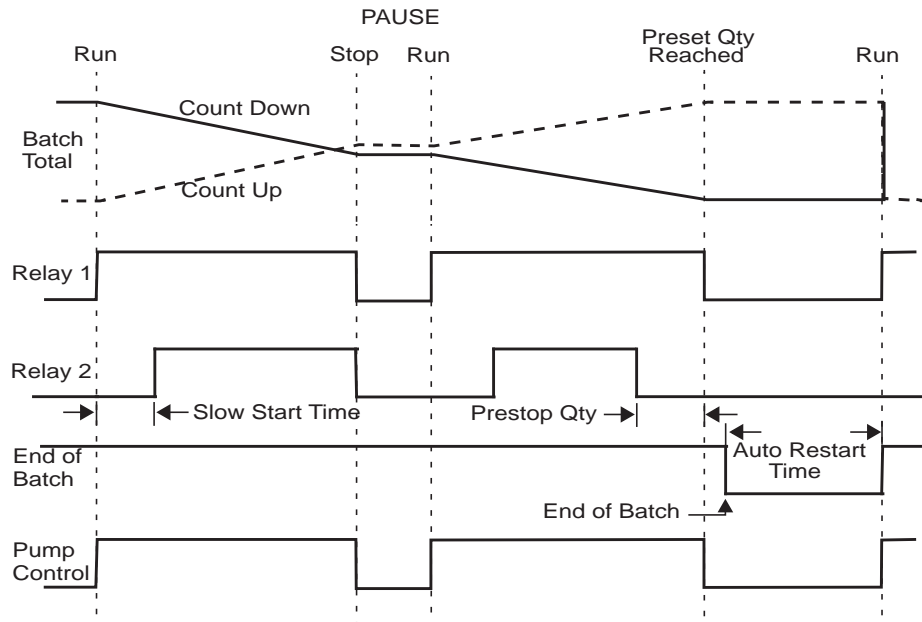 PAUSE
Run
Stop
Run
Preset Qty
Reached
Run
Count Down
Batch
Total
Count Up
Relay 1
Relay 2
Slow Start Time
Prestop Qty
End of
Batch
Auto Restart
Time
End of Batch
Pump
Control